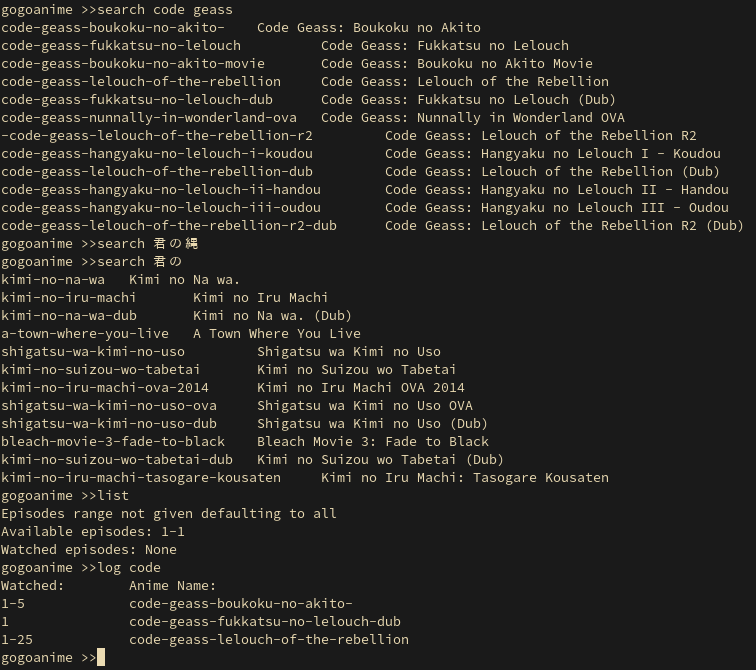 gogoanime >>search code geass
code-geass-boukoku-no-akito-    Code Geass: Boukoku no Akito
code-geass-fukkatsu-no-lelouch          Code Geass: Fukkatsu no Lelouch
code-geass-boukoku-no-akito-movie       Code Geass: Boukoku no Akito Movie
code-geass-lelouch-of-the-rebellion     Code Geass: Lelouch of the Rebellion
code-geass-fukkatsu-no-lelouch-dub      Code Geass: Fukkatsu no Lelouch (Dub)
code-geass-nunnally-in-wonderland-ova   Code Geass: Nunnally in Wonderland OVA
-code-geass-lelouch-of-the-rebellion-r2         Code Geass: Lelouch of the Rebellion R2
code-geass-hangyaku-no-lelouch-i-koudou         Code Geass: Hangyaku no Lelouch I - Koudou
code-geass-lelouch-of-the-rebellion-dub         Code Geass: Lelouch of the Rebellion (Dub)
code-geass-hangyaku-no-lelouch-ii-handou        Code Geass: Hangyaku no Lelouch II - Handou
code-geass-hangyaku-no-lelouch-iii-oudou        Code Geass: Hangyaku no Lelouch III - Oudou
code-geass-lelouch-of-the-rebellion-r2-dub      Code Geass: Lelouch of the Rebellion R2 (Dub)
gogoanime >>search 君の縄
gogoanime >>search 君の
kimi-no-na-wa   Kimi no Na wa.
kimi-no-iru-machi       Kimi no Iru Machi
kimi-no-na-wa-dub       Kimi no Na wa. (Dub)
a-town-where-you-live   A Town Where You Live
shigatsu-wa-kimi-no-uso         Shigatsu wa Kimi no Uso
kimi-no-suizou-wo-tabetai       Kimi no Suizou wo Tabetai
kimi-no-iru-machi-ova-2014      Kimi no Iru Machi OVA 2014
shigatsu-wa-kimi-no-uso-ova     Shigatsu wa Kimi no Uso OVA
shigatsu-wa-kimi-no-uso-dub     Shigatsu wa Kimi no Uso (Dub)
bleach-movie-3-fade-to-black    Bleach Movie 3: Fade to Black
kimi-no-suizou-wo-tabetai-dub   Kimi no Suizou wo Tabetai (Dub)
kimi-no-iru-machi-tasogare-kousaten     Kimi no Iru Machi: Tasogare Kousaten
gogoanime >>list
Episodes range not given defaulting to all
Available episodes: 1-1
Watched episodes: None
gogoanime >>log code
Watched:        Anime Name:
1-5             code-geass-boukoku-no-akito-
1               code-geass-fukkatsu-no-lelouch-dub
1-25            code-geass-lelouch-of-the-rebellion
gogoanime >>